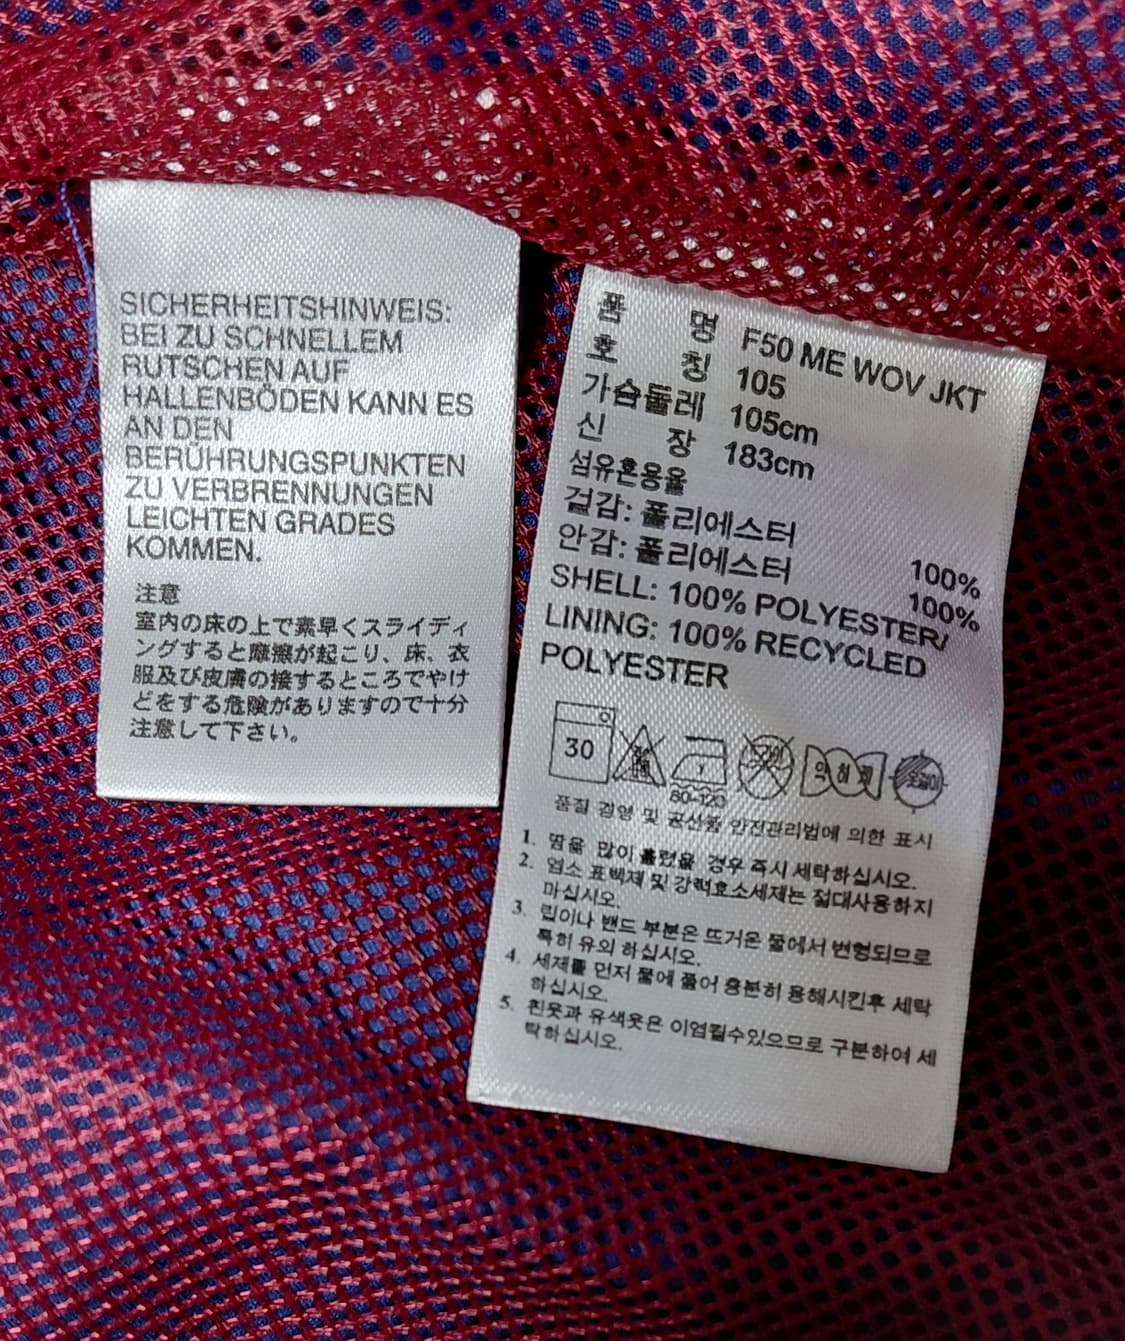 SICHERHEITSHINWEIS:
BEI ZU SCHNELLEM
RUTSCHEN AUF
HALLENBÖDEN KANN ES
AN DEN
BERÜHRUNGSPUNKTEN
ZU VERBRENNUNGEN
LEICHTEN GRADES
KOMMEN.
注意
室内の床の上で素早くスライディ
ングすると摩擦が起こり、床、衣
服及び皮膚の接するところでやけ
どをする危険がありますので十分
注意して下さい。
품 명 F50 ME WOV JKT
호 칭 105
가슴둘레 105cm
신 장 183cm
섬유혼용율
겉감: 폴리에스터 100%
안감: 폴리에스터 100%
SHELL: 100% POLYESTER/
LINING: 100% RECYCLED
POLYESTER
30
80-120
품질 경영 및 공산품 안전관리법에 의한 표시
1. 땀을 많이 흘렸을 경우 즉시 세탁하십시오.
2. 염소 표백제 및 강력효소세제는 절대사용하지
마십시오.
3. 립이나 밴드 부분은 뜨거운 물에서 변형되므로
특히 유의 하십시오.
4. 세제를 먼저 물에 풀어 충분히 용해시킨후 세탁
하십시오.
5. 흰옷과 유색옷은 이염될수있으므로 구분하여 세
탁하십시오.